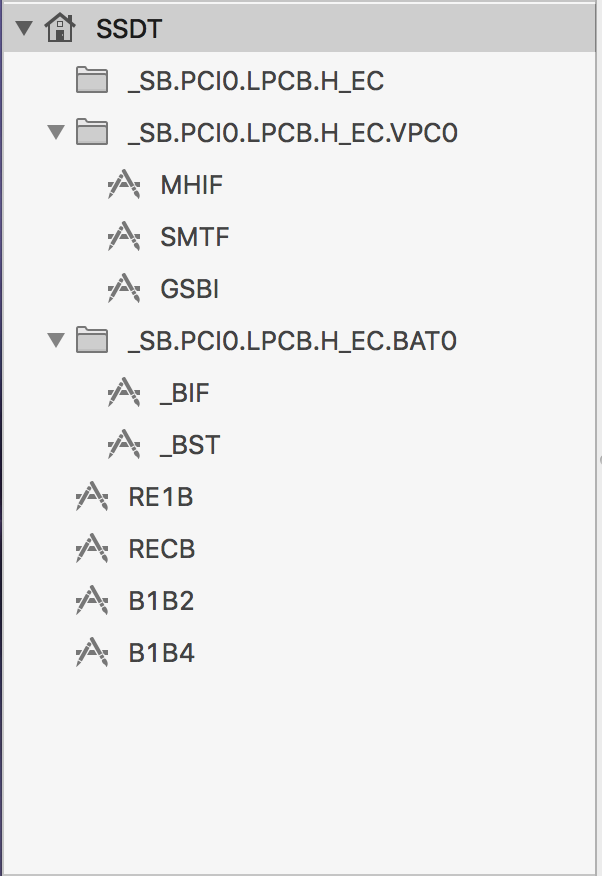 SSDT
_SB.PCI0.LPCB.H_EC
_SB.PCI0.LPCB.H_EC.VPC0
MHIF
SMTF
GSBI
_SB.PCI0.LPCB.H_EC.BAT0
_BIF
_BST
RE1B
RECB
B1B2
B1B4